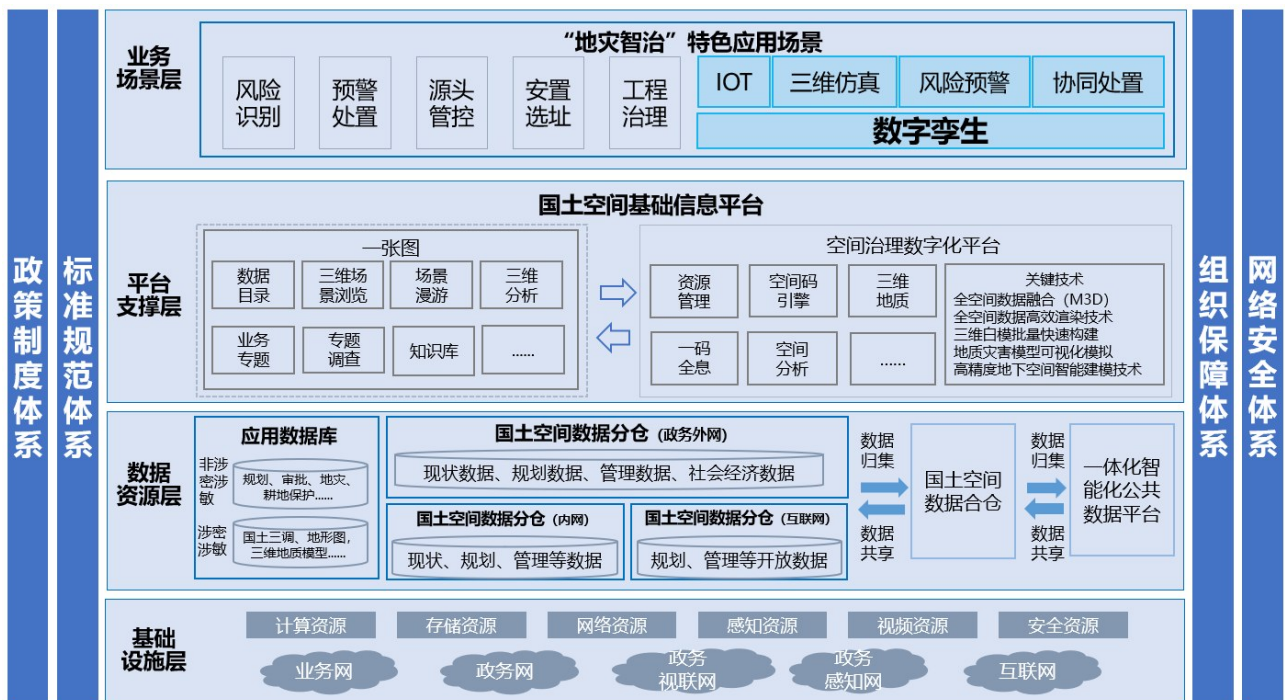 政策制度体系
标准规范体系
业务
场景层
“地灾智治”特色应用场景
风险
识别
预警
处置
源头
管控
安置
选址
工程
治理
IOT
三维仿真
风险预警
协同处置
数字孪生
平台
支撑层
国土空间基础信息平台
一张图
数据
目录
三维场
景浏览
场景
漫游
三维
分析
业务
专题
专题
调查
知识库
......
空间治理数字化平台
资源
管理
空间码
引擎
三维
地质
一码
全息
空间
分析
......
关键技术
全空间数据融合（M3D）
全空间数据高效渲染技术
三维白模批量快速构建
地质灾害模型可视化模拟
高精度地下空间智能建模技术
数据
资源层
应用数据库
非涉
密涉
敏
规划、审批、地灾、
耕地保护......
涉密
涉敏
国土三调、地形图，
三维地质模型......
国土空间数据分仓（政务外网）
现状数据、规划数据、管理数据、社会经济数据
国土空间数据分仓（内网）
现状、规划、管理等数据
国土空间数据分仓（互联网）
规划、管理等开放数据
数据
归集
数据
共享
国土空间
数据合仓
数据
归集
数据
共享
一体化智
能化公共
数据平台
基础
设施层
计算资源
存储资源
网络资源
感知资源
视频资源
安全资源
业务网
政务网
政务
视联网
政务
感知网
互联网
组织保障体系
网络安全体系